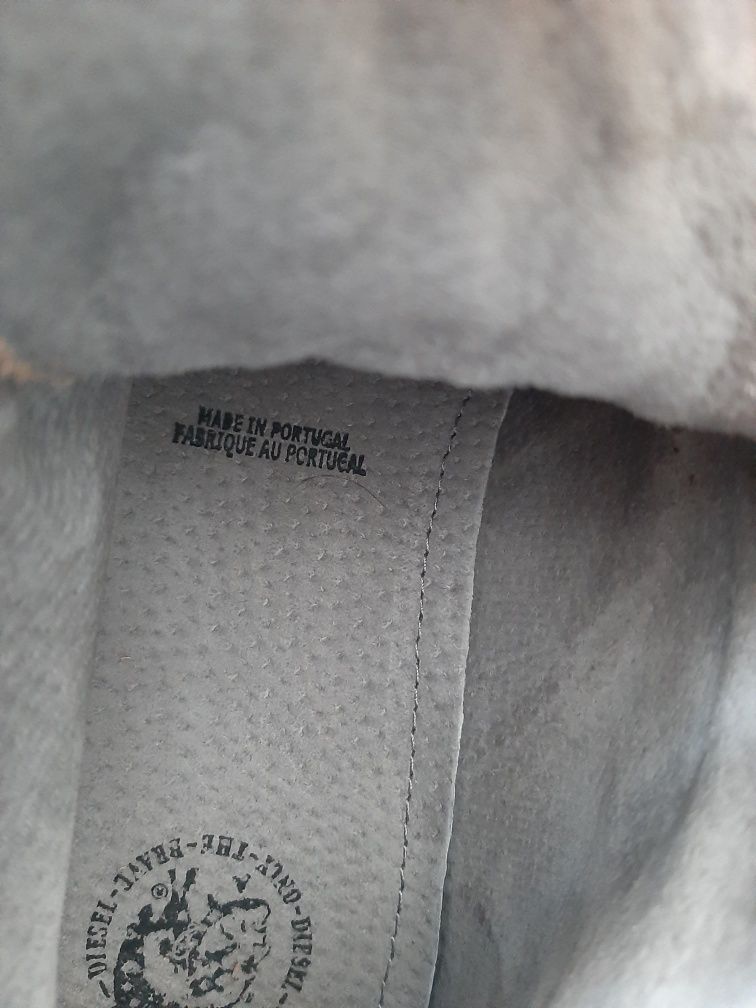 MADE IN PORTUGAL
FABRIQUE AU PORTUGAL
DIESEL-ONLY-THE-BRAVE-DIESEL
®